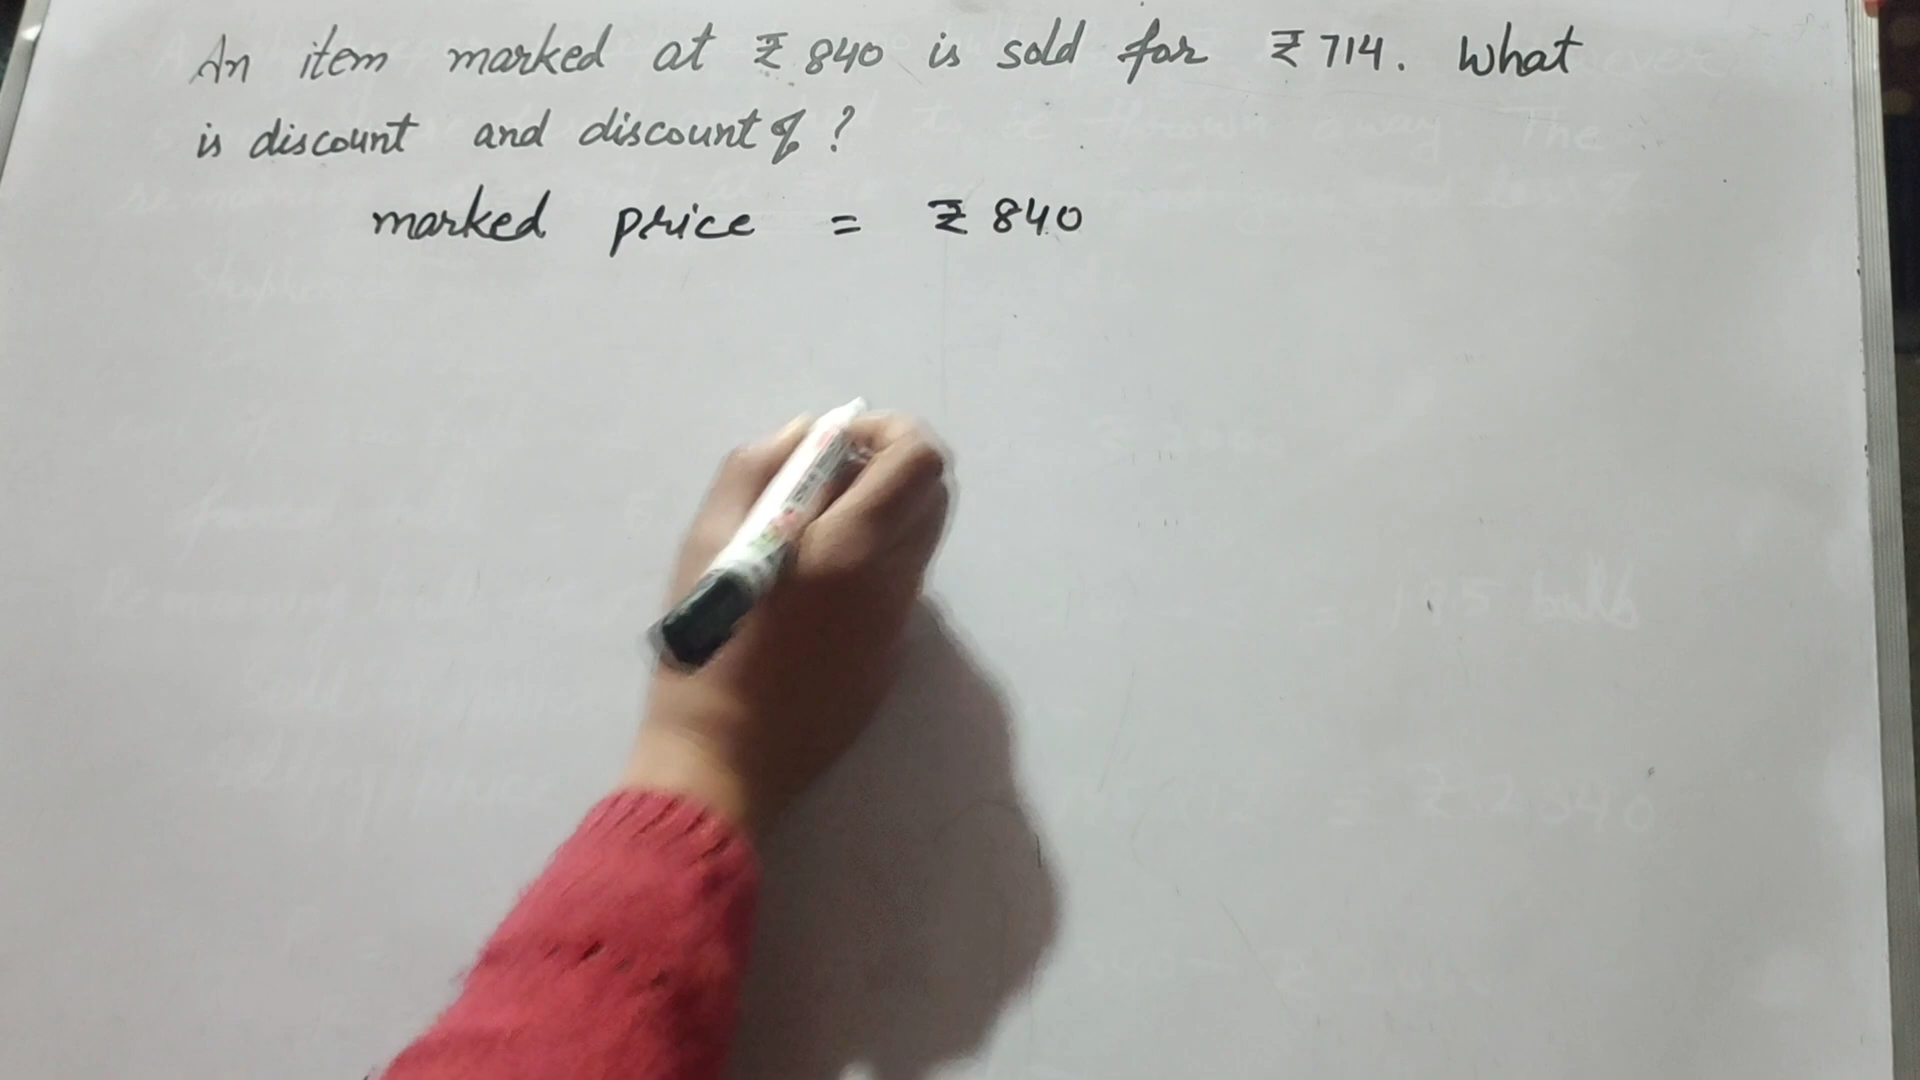 An item marked at ₹ 840 is sold for ₹ 714. What
is discount and discount % ?
marked price = ₹ 840